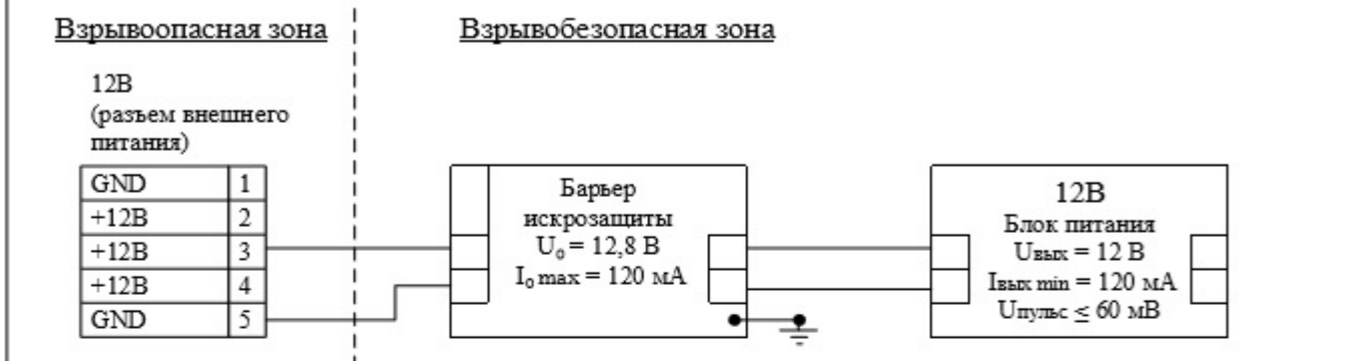 Взрывоопасная зона
Взрывобезопасная зона
12В
(разъем внешнего
питания)
GND 1
+12В 2
+12В 3
+12В 4
GND 5
Барьер
искрозащиты
U₀ = 12,8 В
I₀ max = 120 мА
12В
Блок питания
Uвых = 12 В
Iвых min = 120 мА
Uпульс ≤ 60 мВ